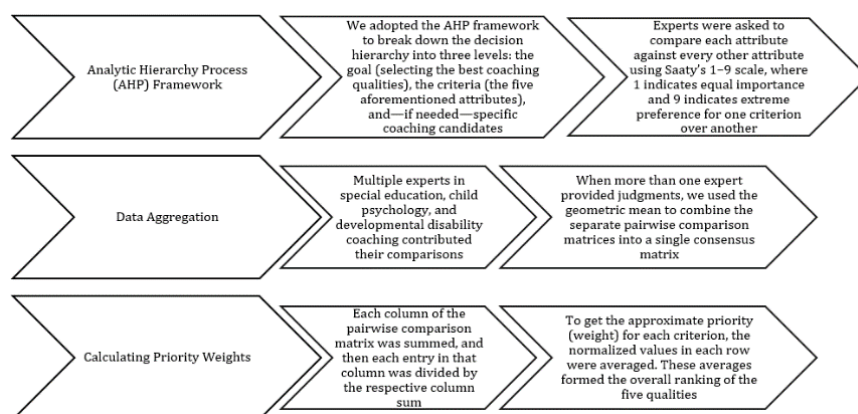 Analytic Hierarchy Process
(AHP) Framework
We adopted the AHP framework
to break down the decision
hierarchy into three levels: the
goal (selecting the best coaching
qualities), the criteria (the five
aforementioned attributes),
and—if needed—specific
coaching candidates
Experts were asked to
compare each attribute
against every other attribute
using Saaty's 1–9 scale, where
1 indicates equal importance
and 9 indicates extreme
preference for one criterion
over another
Data Aggregation
Multiple experts in
special education, child
psychology, and
developmental disability
coaching contributed
their comparisons
When more than one expert
provided judgments, we used the
geometric mean to combine the
separate pairwise comparison
matrices into a single consensus
matrix
Calculating Priority Weights
Each column of the
pairwise comparison
matrix was summed, and
then each entry in that
column was divided by
the respective column
sum
To get the approximate priority
(weight) for each criterion, the
normalized values in each row
were averaged. These averages
formed the overall ranking of the
five qualities